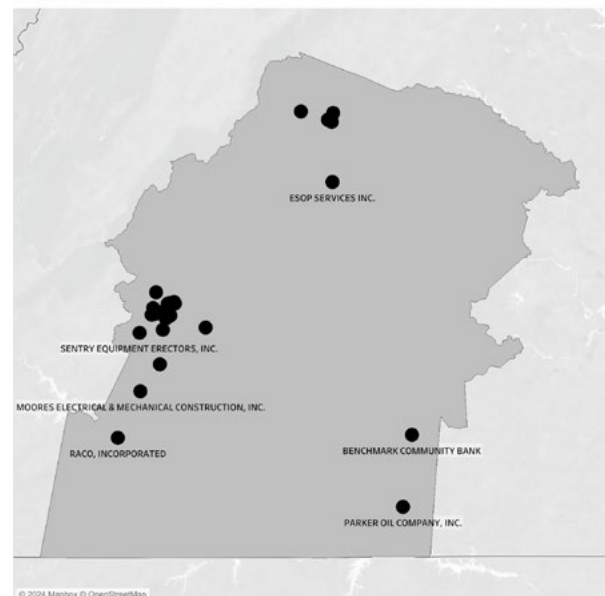 ESOP SERVICES INC.
SENTRY EQUIPMENT ERECTORS, INC.
MOORES ELECTRICAL & MECHANICAL CONSTRUCTION, INC.
RACO, INCORPORATED
BENCHMARK COMMUNITY BANK
PARKER OIL COMPANY, INC.
© 2024 Mapbox © OpenStreetMap